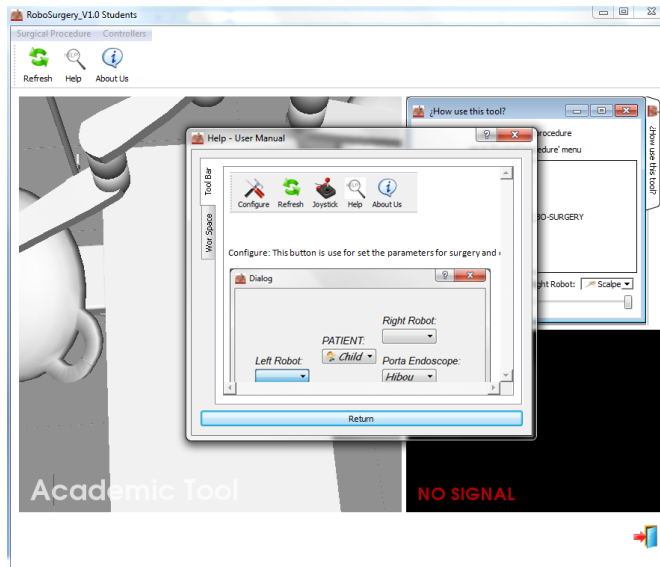 RoboSurgery_V1.0 Students
Surgical Procedure Controllers
Refresh Help About Us
¿How use this tool?
rocedure
edure' menu
BO-SURGERY
ght Robot: Scalpe
¿How use this tool?
Help - User Manual
Tool Bar
Wor Space
Configure Refresh Joystick Help About Us
Configure: This button is use for set the parameters for surgery and
Dialog
Right Robot:
PATIENT:
Child
Left Robot:
Porta Endoscope:
Hibou
Return
Academic Tool
NO SIGNAL